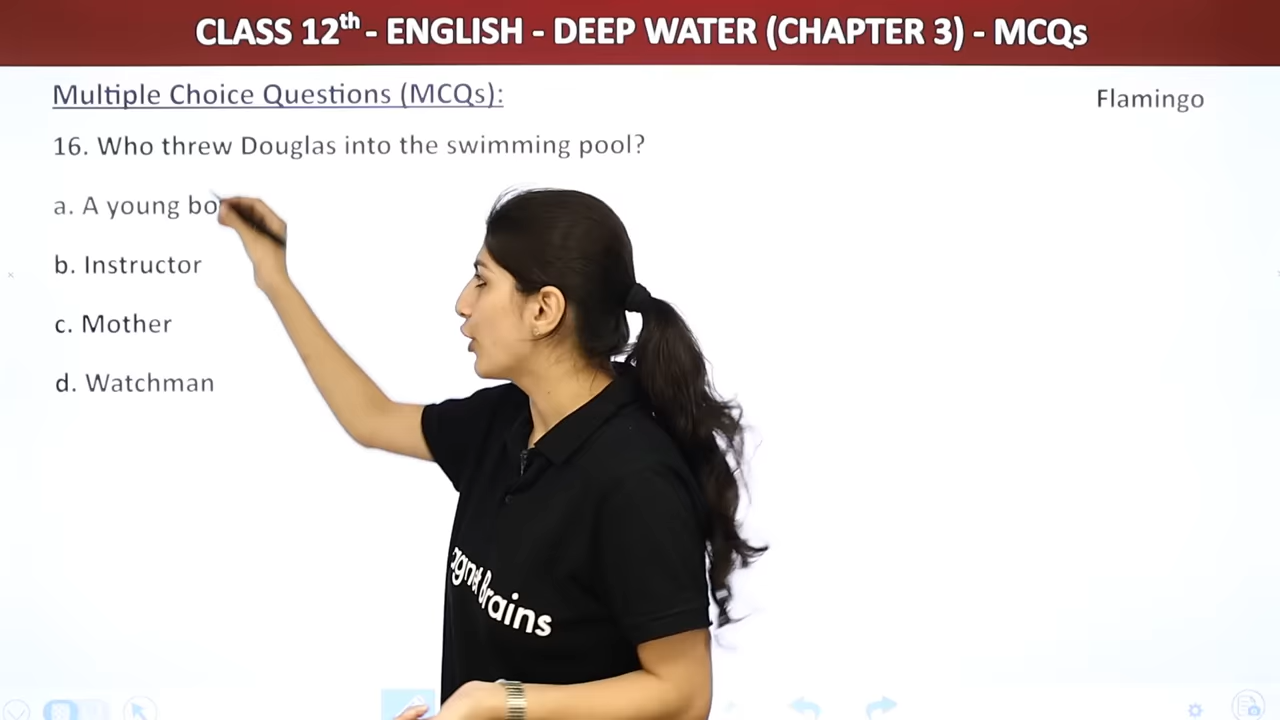 CLASS 12th - ENGLISH - DEEP WATER (CHAPTER 3) - MCQs
Multiple Choice Questions (MCQs):
Flamingo
16. Who threw Douglas into the swimming pool?
a. A young
b. Instructor
c. Mother
d. Watchman
Brains